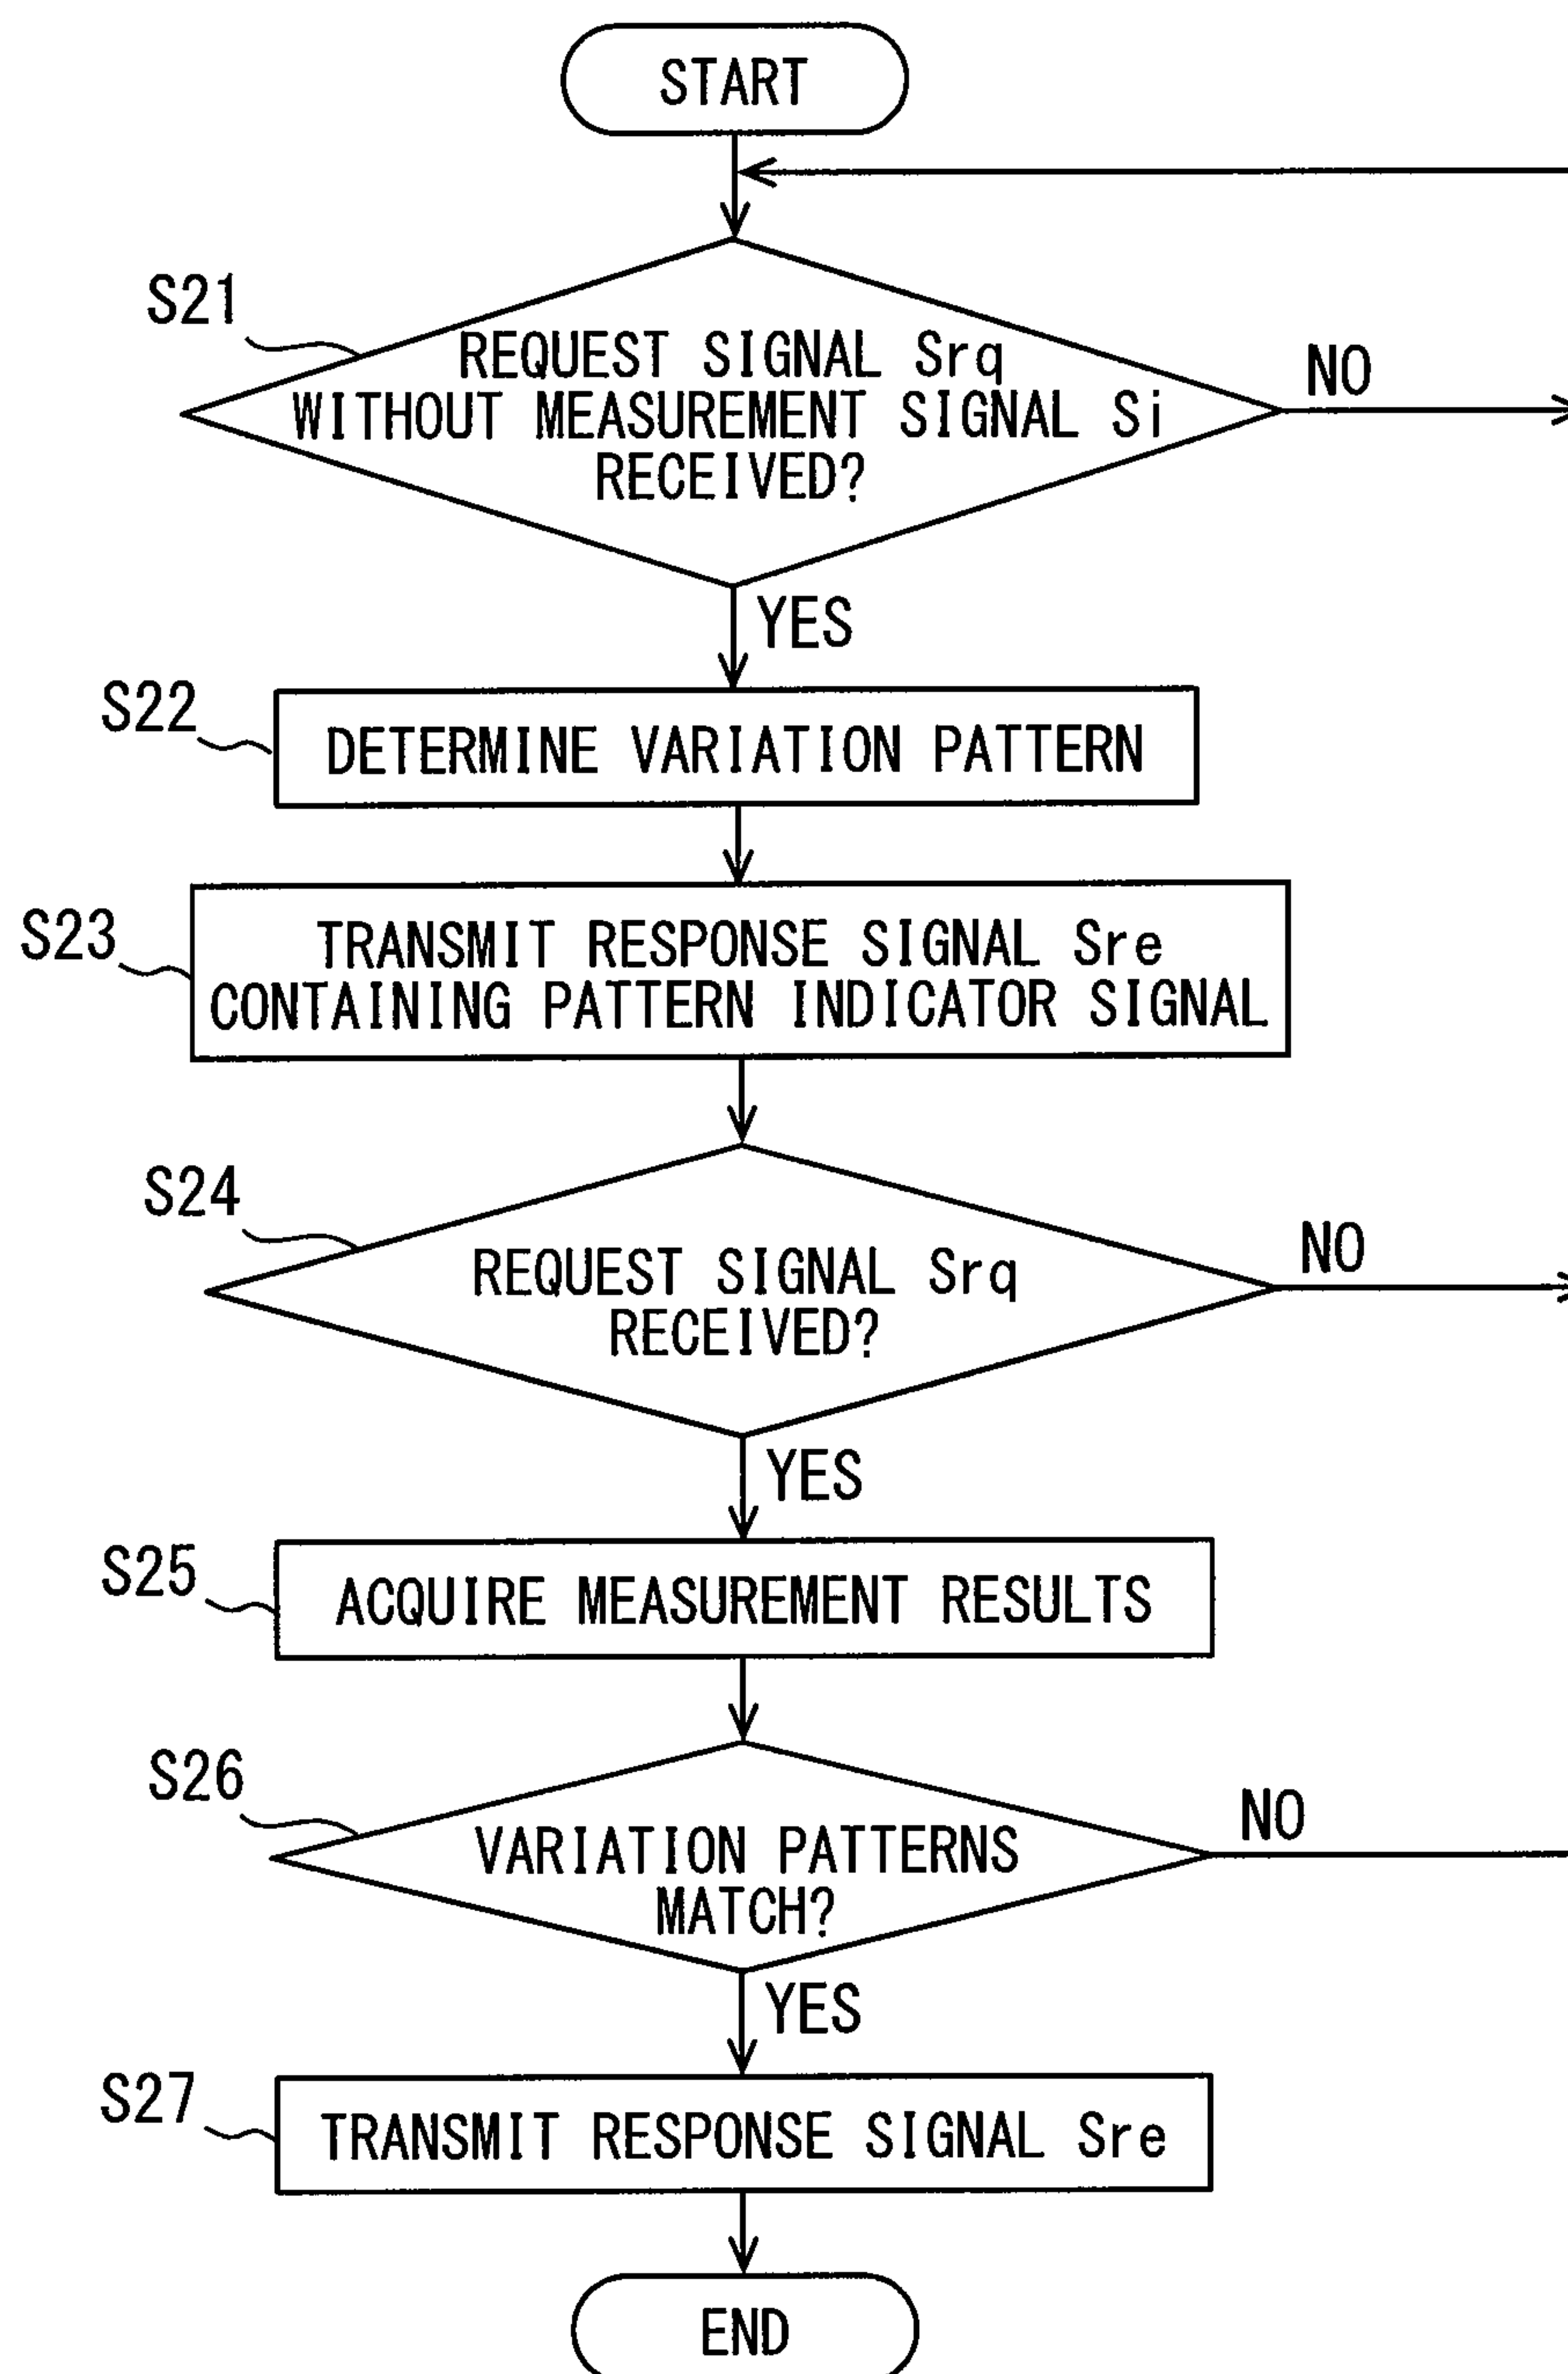 START
S21
REQUEST SIGNAL Srq
WITHOUT MEASUREMENT SIGNAL Si
RECEIVED?
NO
YES
S22
DETERMINE VARIATION PATTERN
S23
TRANSMIT RESPONSE SIGNAL Sre
CONTAINING PATTERN INDICATOR SIGNAL
S24
REQUEST SIGNAL Srq
RECEIVED?
NO
YES
S25
ACQUIRE MEASUREMENT RESULTS
S26
VARIATION PATTERNS
MATCH?
NO
YES
S27
TRANSMIT RESPONSE SIGNAL Sre
END